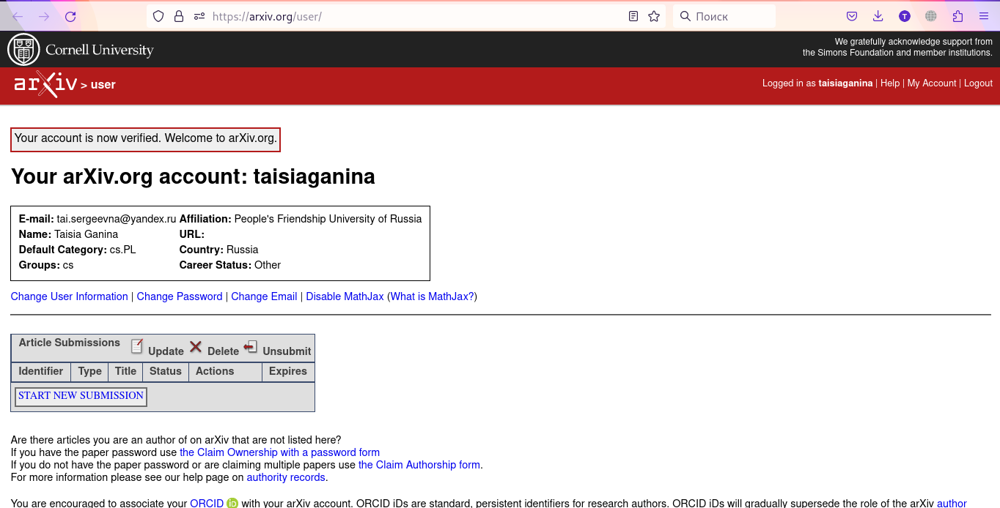 https://arxiv.org/user/
Поиск
T
Cornell University
We gratefully acknowledge support from
the Simons Foundation and member institutions.
arXiv > user
Logged in as taisiaganina | Help | My Account | Logout
Your account is now verified. Welcome to arXiv.org.
Your arXiv.org account: taisiaganina
E-mail: tai.sergeevna@yandex.ru Affiliation: People's Friendship University of Russia
Name: Taisia Ganina URL:
Default Category: cs.PL Country: Russia
Groups: cs Career Status: Other
Change User Information | Change Password | Change Email | Disable MathJax (What is MathJax?)
Article Submissions Update Delete Unsubmit
Identifier Type Title Status Actions Expires
START NEW SUBMISSION
Are there articles you are an author of on arXiv that are not listed here?
If you have the paper password use the Claim Ownership with a password form
If you do not have the paper password or are claiming multiple papers use the Claim Authorship form.
For more information please see our help page on authority records.
You are encouraged to associate your ORCID iD with your arXiv account. ORCID iDs are standard, persistent identifiers for research authors. ORCID iDs will gradually supersede the role of the arXiv author